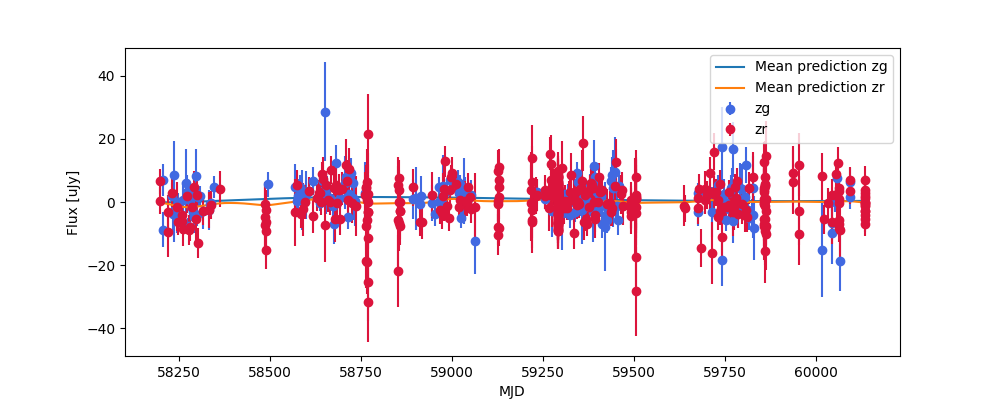 Flux [uJy]
40
20
0
−20
−40
58250
58500
58750
59000
59250
59500
59750
60000
MJD
Mean prediction zg
Mean prediction zr
zg
zr